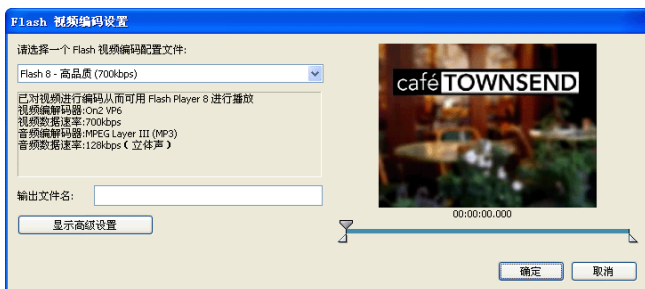 Flash 视频编码设置
请选择一个 Flash 视频编码配置文件:
Flash 8 - 高品质 (700kbps)
已对视频进行编码从而可用 Flash Player 8 进行播放
视频编解码器:On2 VP6
视频数据速率:700kbps
音频编解码器:MPEG Layer III (MP3)
音频数据速率:128kbps ( 立体声 )
输出文件名:
显示高级设置
café TOWNSEND
00:00:00.000
确定
取消